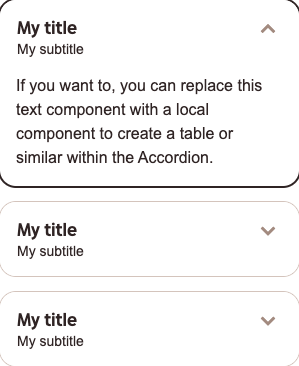 My title
My subtitle
If you want to, you can replace this
text component with a local
component to create a table or
similar within the Accordion.
My title
My subtitle
My title
My subtitle